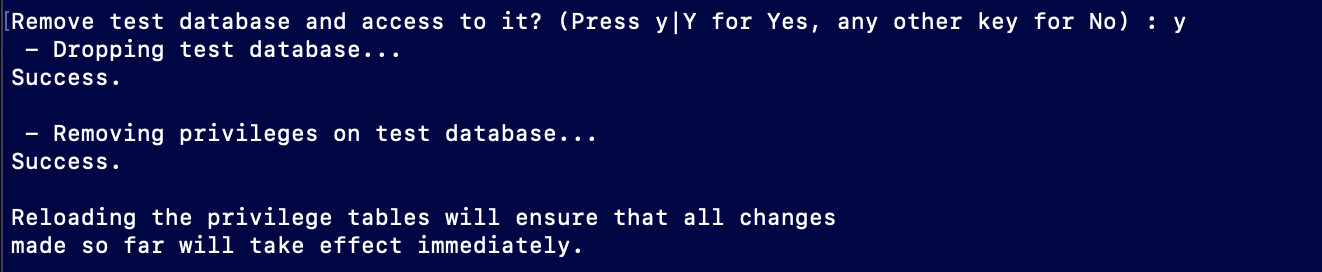 [Remove test database and access to it? (Press y|Y for Yes, any other key for No) : y
 - Dropping test database...
Success.

 - Removing privileges on test database...
Success.

Reloading the privilege tables will ensure that all changes
made so far will take effect immediately.